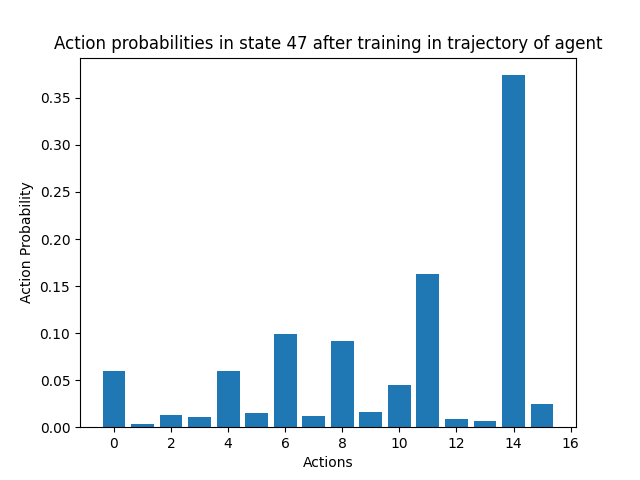 Action probabilities in state 47 after training in trajectory of agent
Action Probability
0.35
0.30
0.25
0.20
0.15
0.10
0.05
0.00
0 2 4 6 8 10 12 14 16
Actions